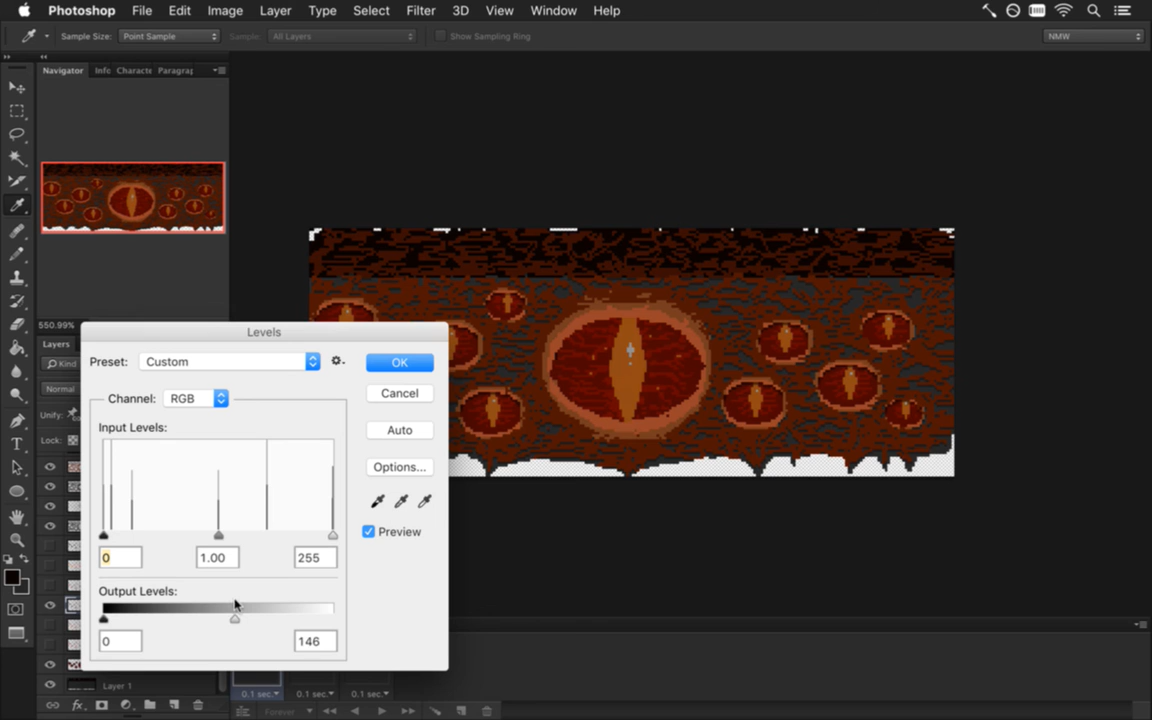 Photoshop File Edit Image Layer Type Select Filter 3D View Window Help
Sample Size: Point Sample Sample: All Layers Show Sampling Ring NMW
Navigator Info Characte Paragrap
550.99%
Layers
Kind
Normal
Unify:
Lock:
Levels
Preset: Custom
OK
Channel: RGB
Cancel
Input Levels:
Auto
Options...
Preview
0 1.00 255
Output Levels:
0 146
Layer 1
0.1 sec. 0.1 sec. 0.1 sec.
Forever
fx
T